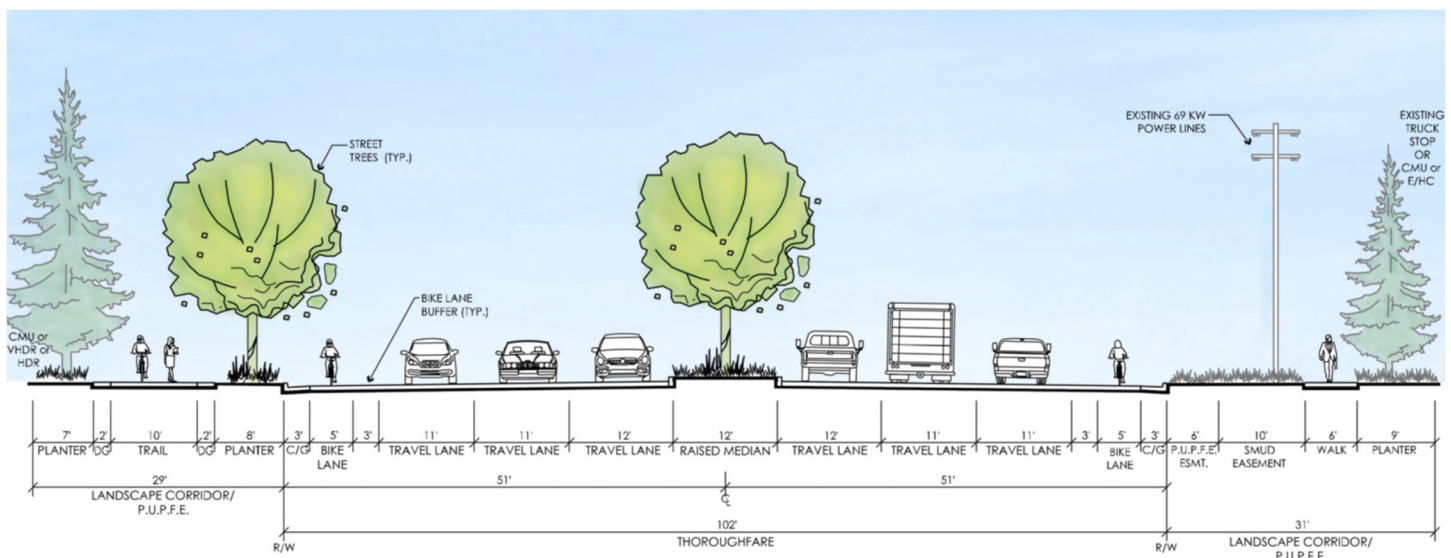 EXISTING 69 KW
POWER LINES
EXISTING
TRUCK
STOP
OR
CMU or
E/HC
STREET
TREES (TYP.)
BIKE LANE
BUFFER (TYP.)
CMU or
VHDR or
HDR
7' 2' 10' 2' 8' 3' 5' 3' 11' 11' 12' 12' 12' 11' 11' 3' 5' 3' 6' 10' 6' 9'
PLANTER DG TRAIL DG PLANTER C/G BIKE TRAVEL LANE TRAVEL LANE TRAVEL LANE RAISED MEDIAN TRAVEL LANE TRAVEL LANE TRAVEL LANE BIKE C/G P.U.P.F.E. SMUD WALK PLANTER
LANE LANE ESMT. EASEMENT
29' 51' 51'
LANDSCAPE CORRIDOR/
P.U.P.F.E.
CL
102' 31'
R/W THOROUGHFARE R/W LANDSCAPE CORRIDOR/
P.U.P.F.E.